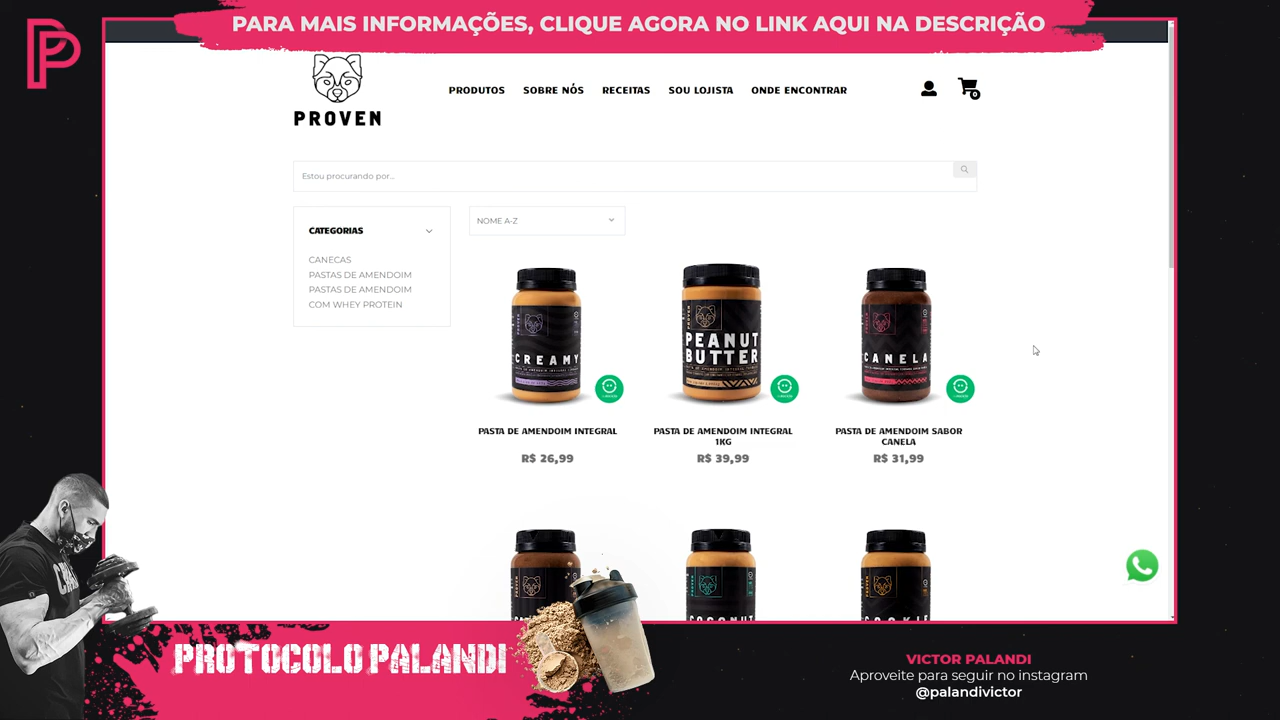 PARA MAIS INFORMAÇÕES, CLIQUE AGORA NO LINK AQUI NA DESCRIÇÃO
PROVEN
PRODUTOS SOBRE NÓS RECEITAS SOU LOJISTA ONDE ENCONTRAR
0
Estou procurando por...
CATEGORIAS
NOME A-Z
CANECAS
PASTAS DE AMENDOIM
PASTAS DE AMENDOIM
COM WHEY PROTEIN
CREAMY
PEANUT
BUTTER
CANELA
PASTA DE AMENDOIM INTEGRAL
PASTA DE AMENDOIM INTEGRAL
1KG
PASTA DE AMENDOIM SABOR
CANELA
R$ 26,99
R$ 39,99
R$ 31,99
COCONUT
COOKIE
PROTOCOLO PALANDI
VICTOR PALANDI
Aproveite para seguir no instagram
@palandivictor